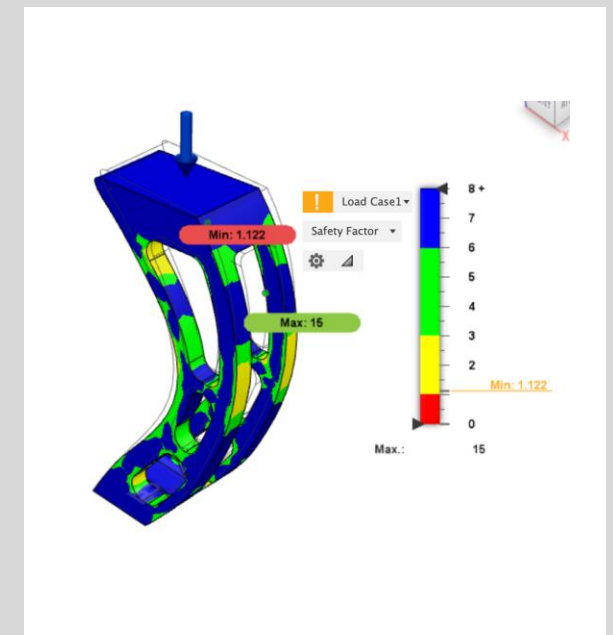 8 +
Load Case1
7
Safety Factor
Min: 1.122
6
5
4
Max: 15
3
2
Min: 1.122
0
Max.: 15
X